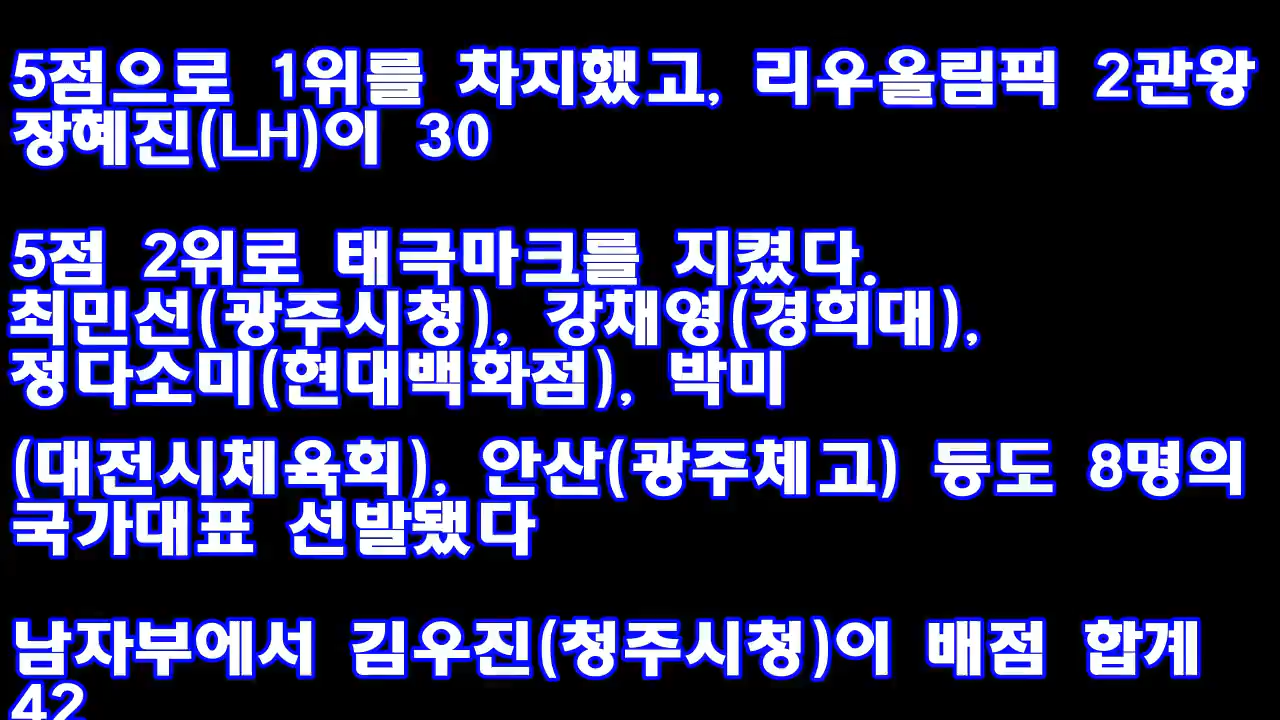 5점으로 1위를 차지했고, 리우올림픽 2관왕
장혜진(LH)이 30
5점 2위로 태극마크를 지켰다.
최민선(광주시청), 강채영(경희대),
정다소미(현대백화점), 박미
(대전시체육회), 안산(광주체고) 등도 8명의
국가대표 선발됐다
남자부에서 김우진(청주시청)이 배점 합계
42